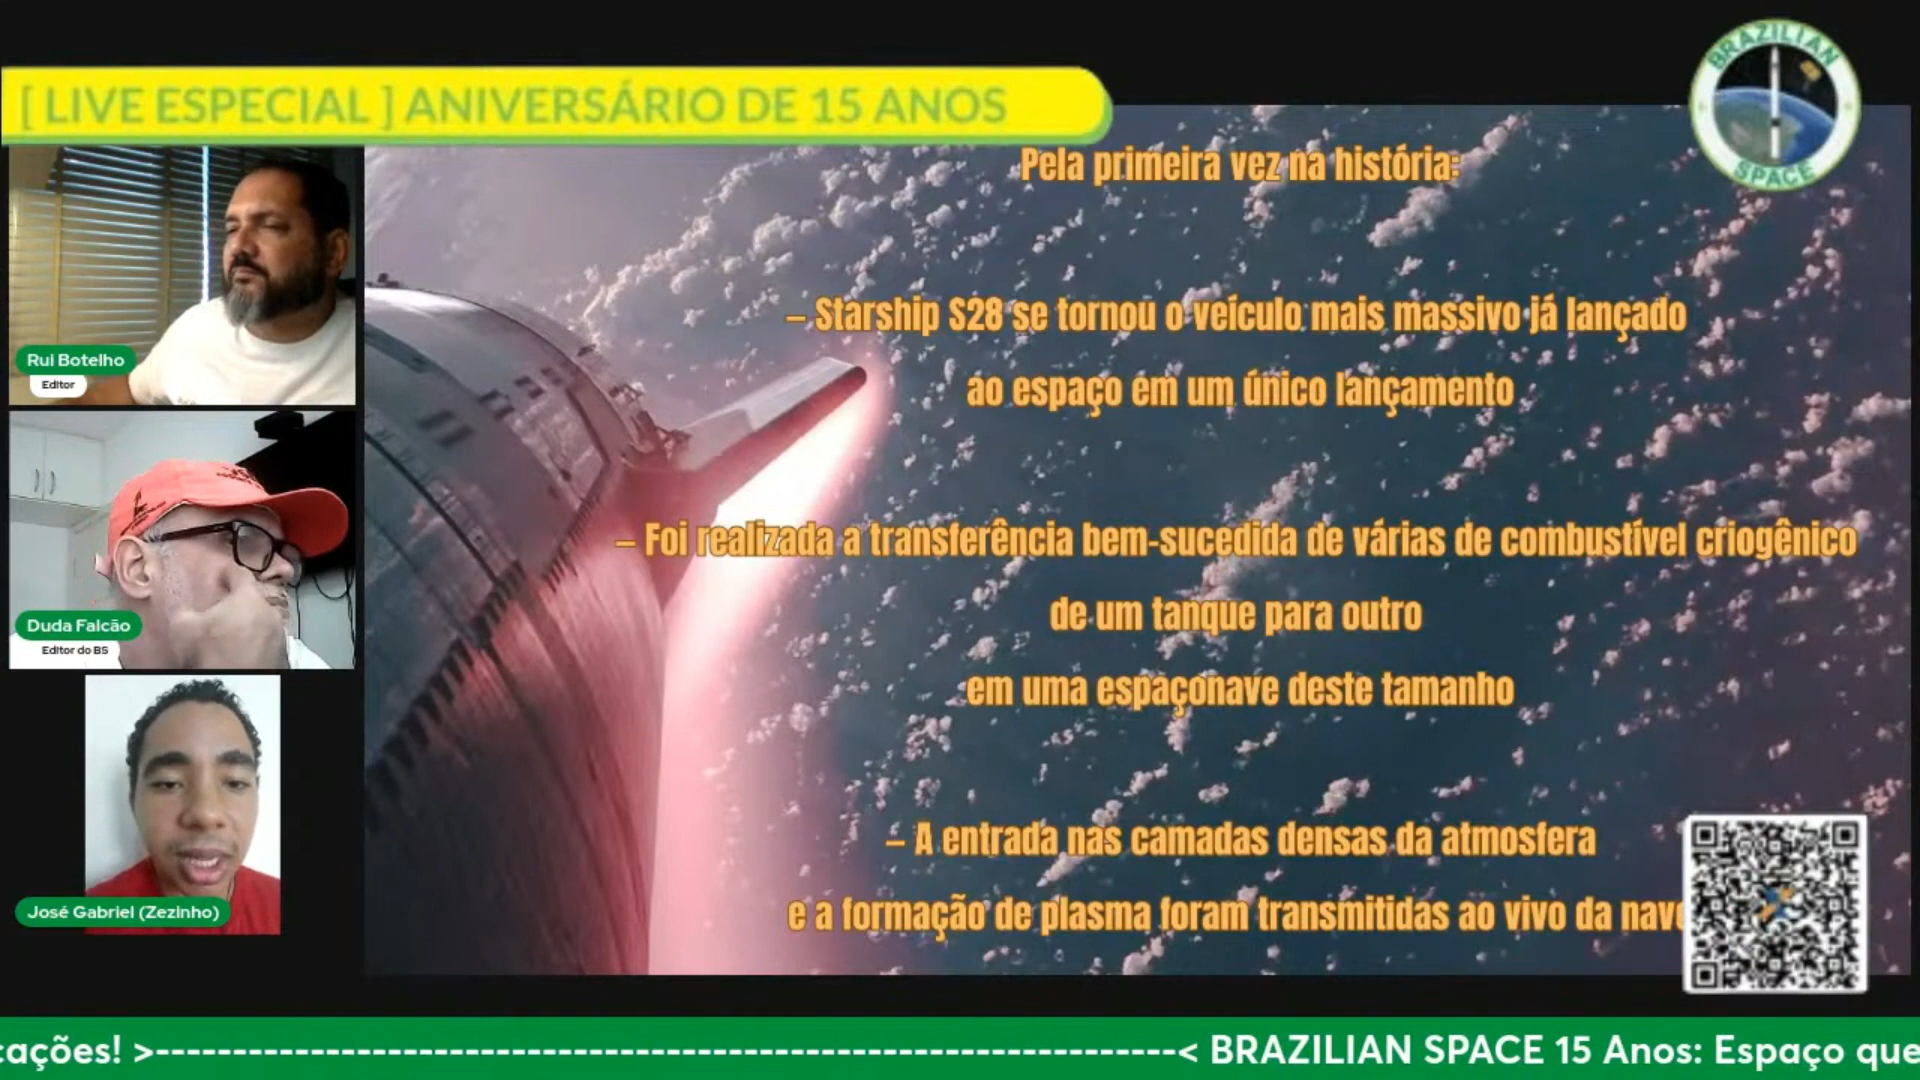 [ LIVE ESPECIAL ] ANIVERSÁRIO DE 15 ANOS
BRAZILIAN
SPACE
Pela primeira vez na história:
– Starship S28 se tornou o veículo mais massivo já lançado
ao espaço em um único lançamento
– Foi realizada a transferência bem-sucedida de várias de combustível criogênico
de um tanque para outro
em uma espaçonave deste tamanho
– A entrada nas camadas densas da atmosfera
e a formação de plasma foram transmitidas ao vivo da nave
Rui Botelho
Editor
Duda Falcão
Editor do BS
José Gabriel (Zezinho)
cações! >------------------------------------------------------------------< BRAZILIAN SPACE 15 Anos: Espaço que